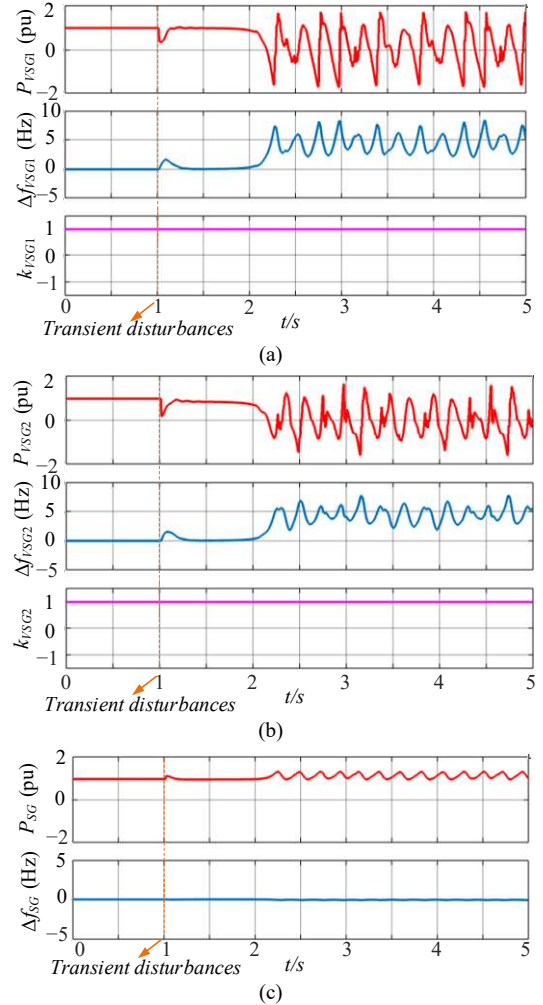 P_VSG1 (pu)
2
0
−2
Δf_VSG1 (Hz)
10
5
0
−5
k_VSG1
1
0
−1
0 1 2 3 4 5
Transient disturbances t/s
(a)
P_VSG2 (pu)
2
0
−2
Δf_VSG2 (Hz)
10
5
0
−5
k_VSG2
1
0
−1
0 1 2 3 4 5
Transient disturbances t/s
(b)
P_SG (pu)
2
0
−2
Δf_SG (Hz)
5
0
−5
0 1 2 3 4 5
Transient disturbances t/s
(c)